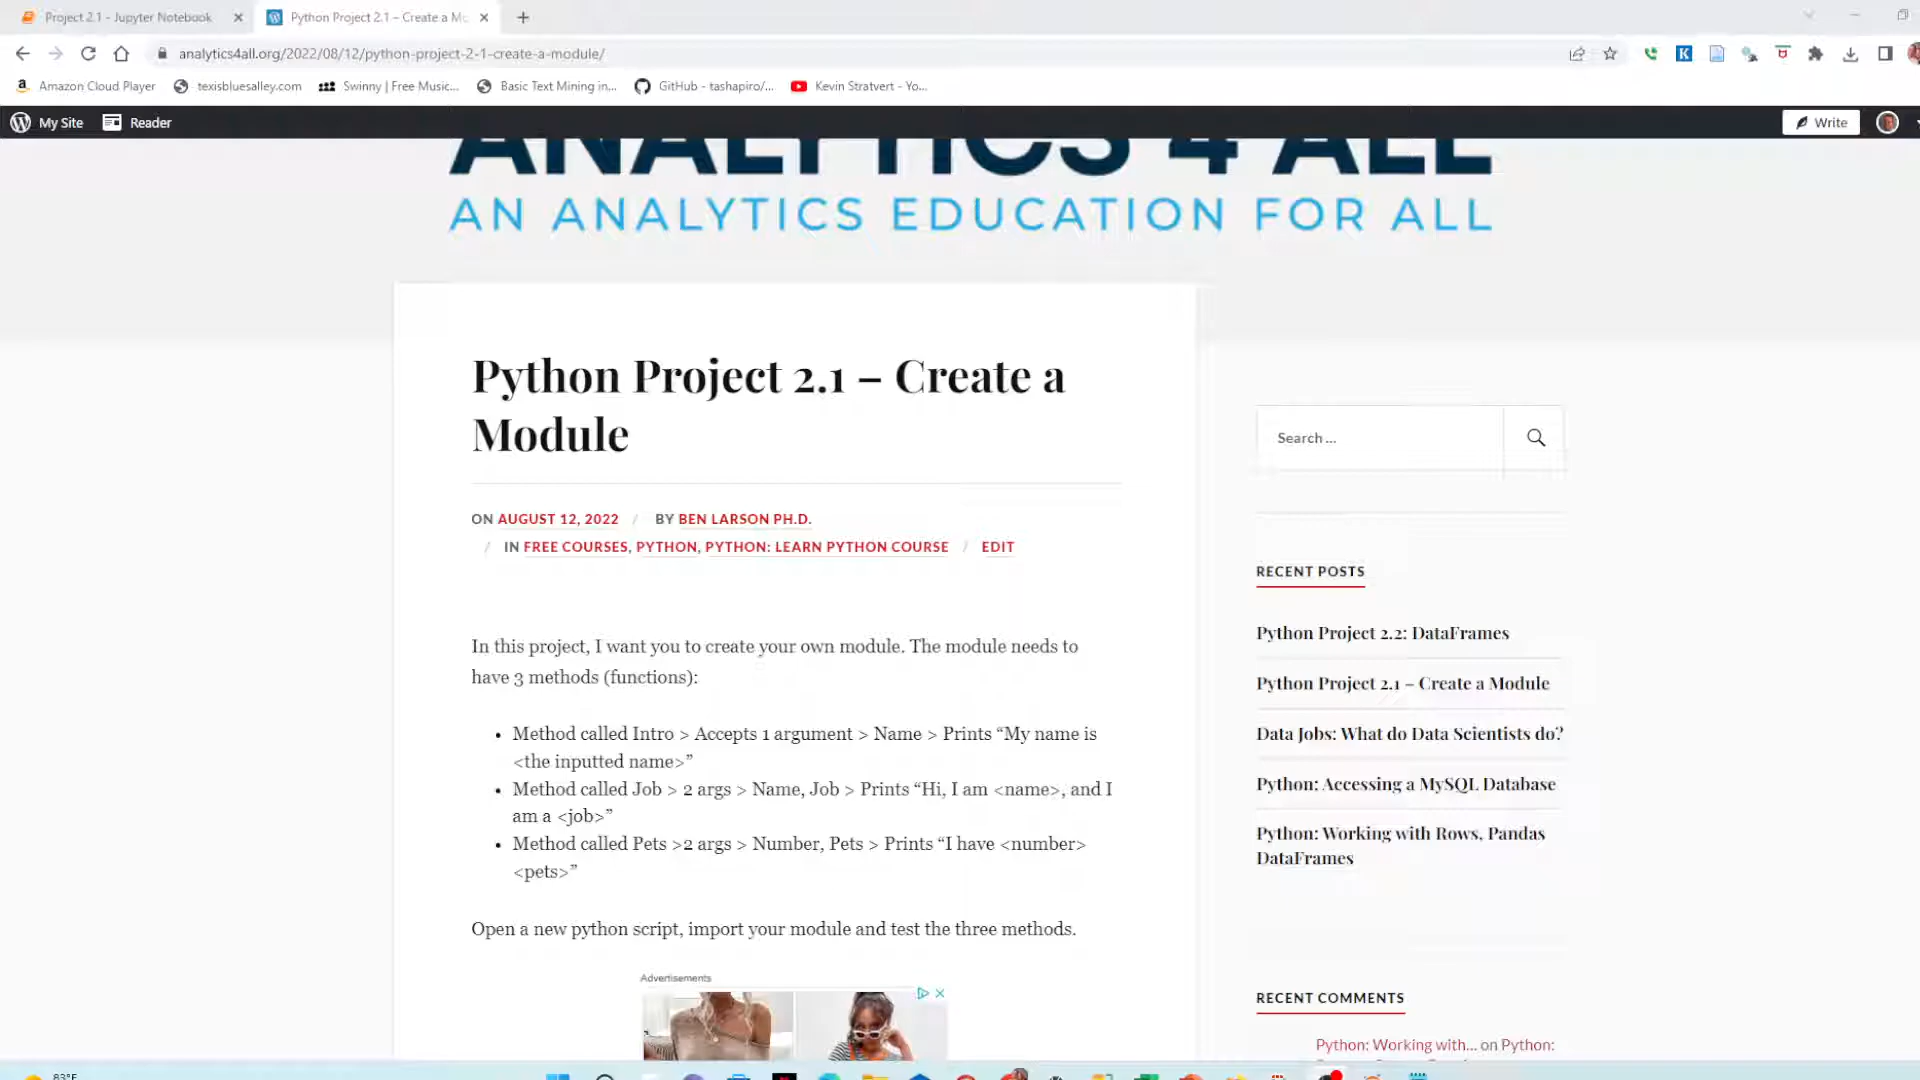 Project 2.1 - Jupyter Notebook
Python Project 2.1 – Create a Mo
analytics4all.org/2022/08/12/python-project-2-1-create-a-module/
Amazon Cloud Player
texisbluesalley.com
Swinny | Free Music...
Basic Text Mining in...
GitHub - tashapiro/...
Kevin Stratvert - Yo...
My Site
Reader
Write
ANALYTICS 4 ALL
AN ANALYTICS EDUCATION FOR ALL
Python Project 2.1 – Create a
Module
ON AUGUST 12, 2022 / BY BEN LARSON PH.D.
/ IN FREE COURSES, PYTHON, PYTHON: LEARN PYTHON COURSE / EDIT
In this project, I want you to create your own module. The module needs to
have 3 methods (functions):
• Method called Intro > Accepts 1 argument > Name > Prints “My name is
<the inputted name>”
• Method called Job > 2 args > Name, Job > Prints “Hi, I am <name>, and I
am a <job>”
• Method called Pets >2 args > Number, Pets > Prints “I have <number>
<pets>”
Open a new python script, import your module and test the three methods.
Advertisements
Search ...
RECENT POSTS
Python Project 2.2: DataFrames
Python Project 2.1 – Create a Module
Data Jobs: What do Data Scientists do?
Python: Accessing a MySQL Database
Python: Working with Rows, Pandas
DataFrames
RECENT COMMENTS
Python: Working with... on Python:
83°F